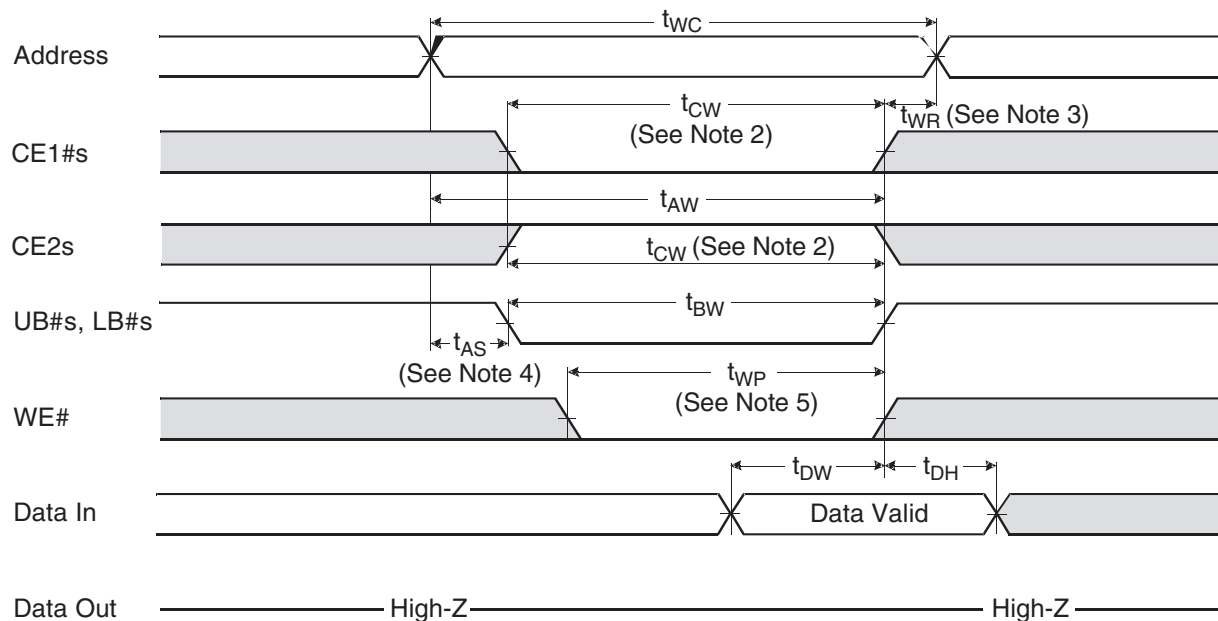 tWC
Address
tCW
(See Note 2)
tWR (See Note 3)
CE1#s
tAW
CE2s
tCW (See Note 2)
tBW
UB#s, LB#s
tAS
(See Note 4)
tWP
(See Note 5)
WE#
tDW
tDH
Data In
Data Valid
Data Out
High-Z
High-Z